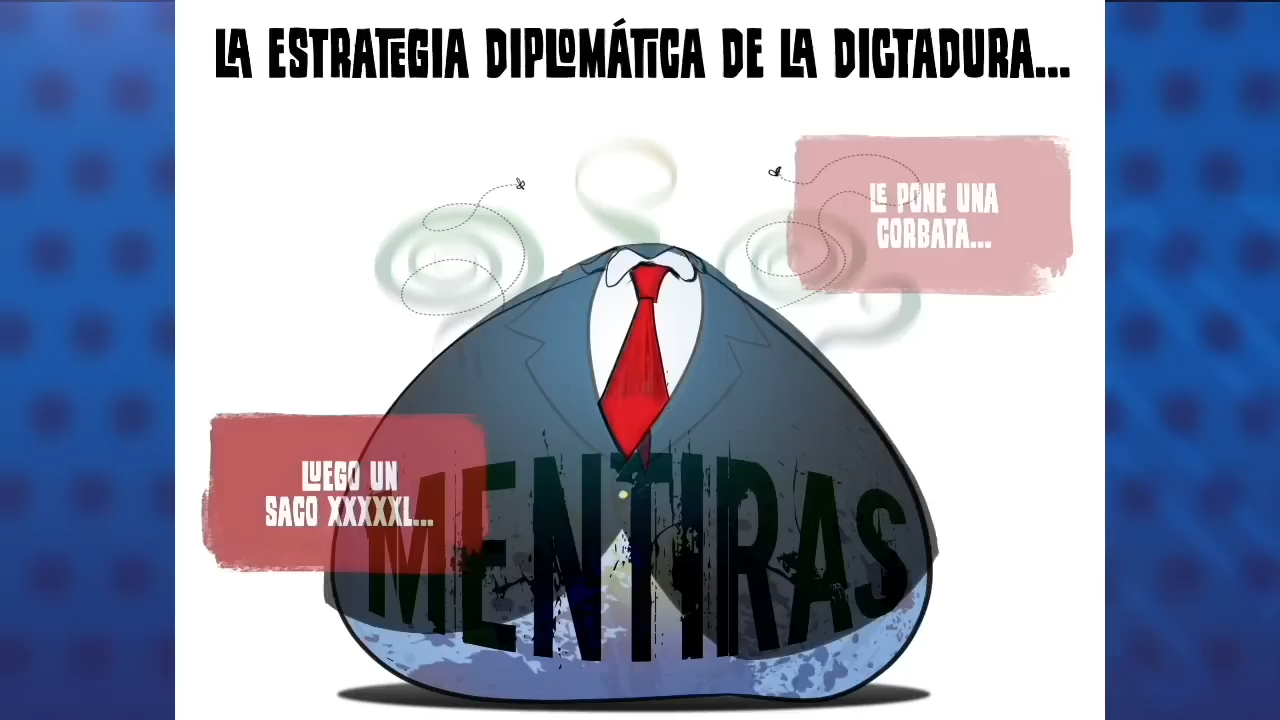 LA ESTRATEGIA DIPLOMÁTICA DE LA DICTADURA...
LE PONE UNA
CORBATA...
LUEGO UN
SACO XXXXXL...
MENTIRAS